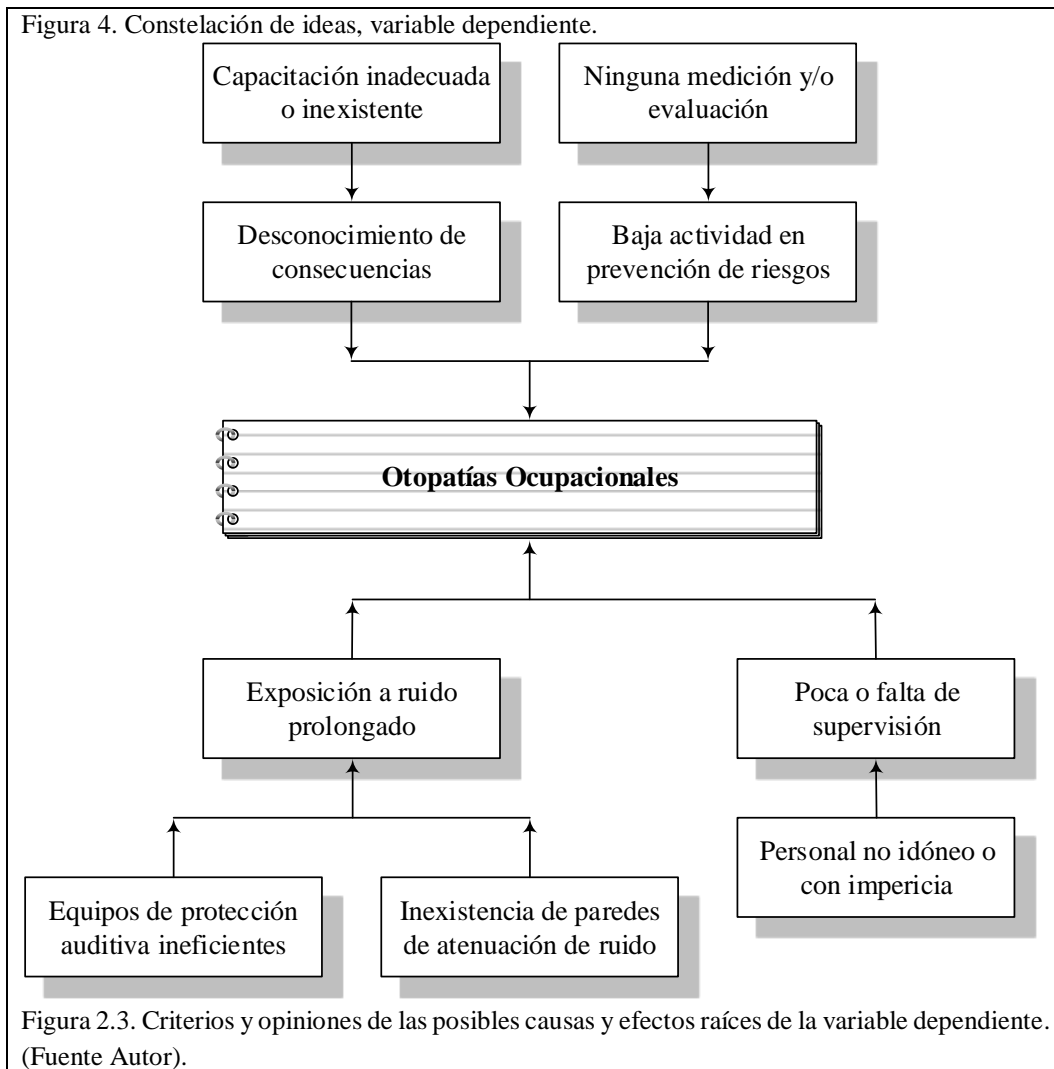 Figura 4. Constelación de ideas, variable dependiente.
Capacitación inadecuada
o inexistente
Ninguna medición y/o
evaluación
Desconocimiento de
consecuencias
Baja actividad en
prevención de riesgos
Otopatías Ocupacionales
Exposición a ruido
prolongado
Poca o falta de
supervisión
Personal no idóneo o
con impericia
Equipos de protección
auditiva ineficientes
Inexistencia de paredes
de atenuación de ruido
Figura 2.3. Criterios y opiniones de las posibles causas y efectos raíces de la variable dependiente.
(Fuente Autor).